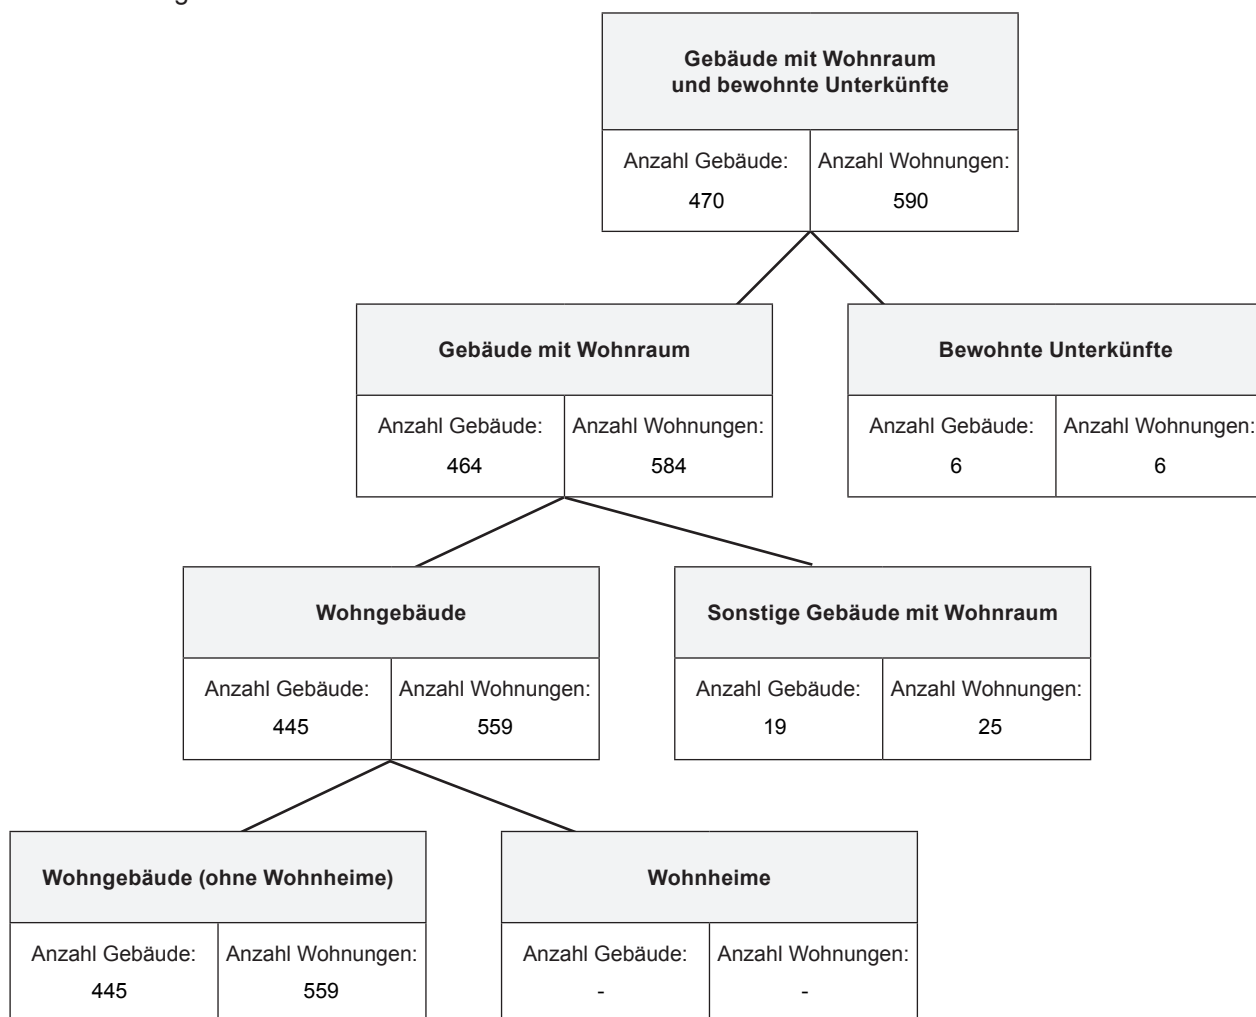 Gebäude mit Wohnraum
und bewohnte Unterkünfte
Anzahl Gebäude: Anzahl Wohnungen:
470 590
Gebäude mit Wohnraum
Anzahl Gebäude: Anzahl Wohnungen:
464 584
Bewohnte Unterkünfte
Anzahl Gebäude: Anzahl Wohnungen:
6 6
Wohngebäude
Anzahl Gebäude: Anzahl Wohnungen:
445 559
Sonstige Gebäude mit Wohnraum
Anzahl Gebäude: Anzahl Wohnungen:
19 25
Wohngebäude (ohne Wohnheime)
Anzahl Gebäude: Anzahl Wohnungen:
445 559
Wohnheime
Anzahl Gebäude: Anzahl Wohnungen:
- -